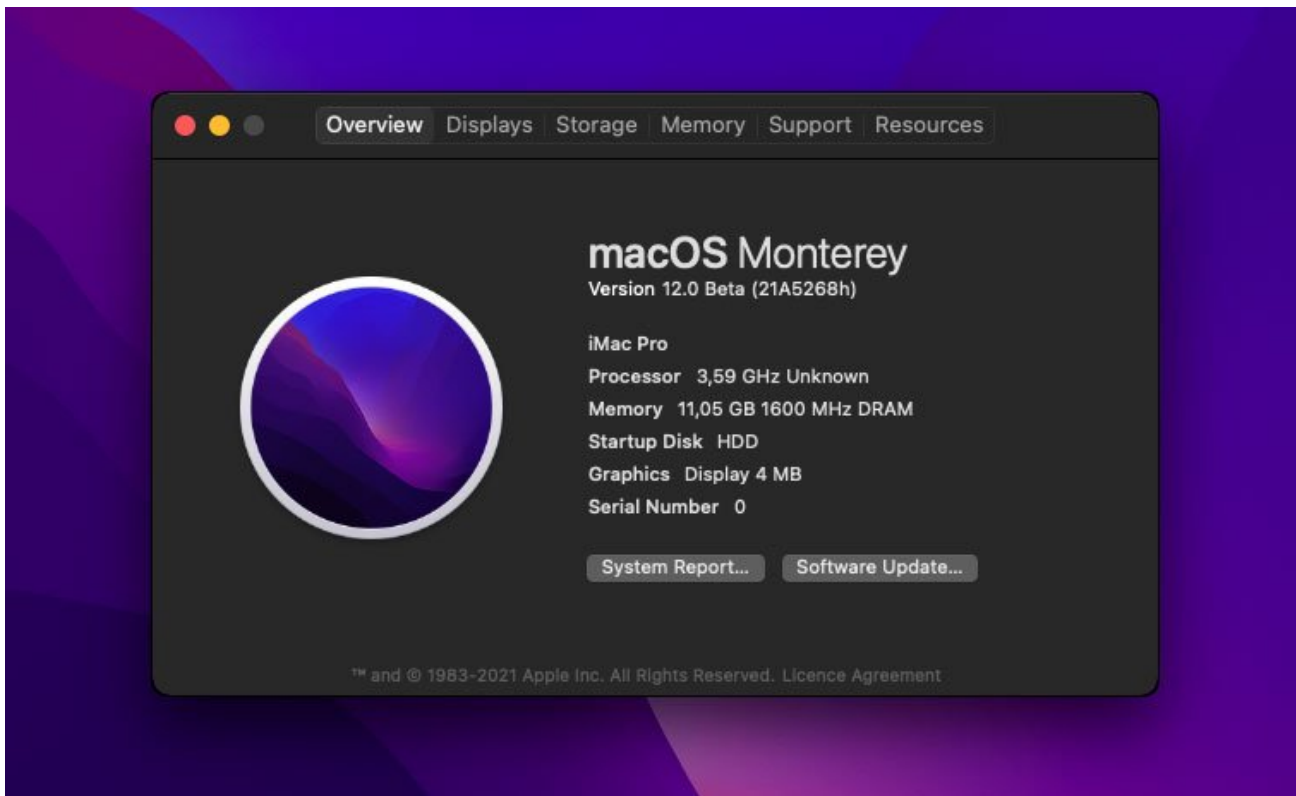 Overview Displays Storage Memory Support Resources
macOS Monterey
Version 12.0 Beta (21A5268h)
iMac Pro
Processor 3,59 GHz Unknown
Memory 11,05 GB 1600 MHz DRAM
Startup Disk HDD
Graphics Display 4 MB
Serial Number 0
System Report... Software Update...
™ and © 1983-2021 Apple Inc. All Rights Reserved. Licence Agreement